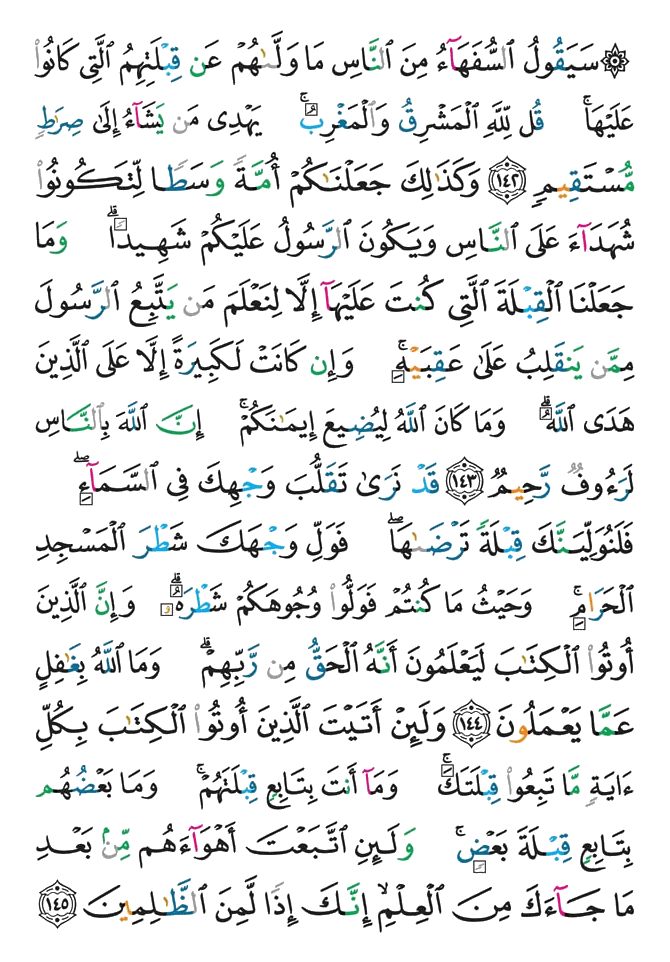 ۞ سَيَقُولُ ٱلسُّفَهَآءُ مِنَ ٱلنَّاسِ مَا وَلَّىٰهُمْ عَن قِبْلَتِهِمُ ٱلَّتِى كَانُوا۟
عَلَيْهَا ۚ قُل لِّلَّهِ ٱلْمَشْرِقُ وَٱلْمَغْرِبُ ۚ يَهْدِى مَن يَشَآءُ إِلَىٰ صِرَٰطٍ
مُّسْتَقِيمٍ ١٤٢ وَكَذَٰلِكَ جَعَلْنَـٰكُمْ أُمَّةً وَسَطًا لِّتَكُونُوا۟
شُهَدَآءَ عَلَى ٱلنَّاسِ وَيَكُونَ ٱلرَّسُولُ عَلَيْكُمْ شَهِيدًا ۗ وَمَا
جَعَلْنَا ٱلْقِبْلَةَ ٱلَّتِى كُنتَ عَلَيْهَآ إِلَّا لِنَعْلَمَ مَن يَتَّبِعُ ٱلرَّسُولَ
مِمَّن يَنقَلِبُ عَلَىٰ عَقِبَيْهِ ۚ وَإِن كَانَتْ لَكَبِيرَةً إِلَّا عَلَى ٱلَّذِينَ
هَدَى ٱللَّهُ ۗ وَمَا كَانَ ٱللَّهُ لِيُضِيعَ إِيمَـٰنَكُمْ ۚ إِنَّ ٱللَّهَ بِٱلنَّاسِ
لَرَءُوفٌ رَّحِيمٌ ١٤٣ قَدْ نَرَىٰ تَقَلُّبَ وَجْهِكَ فِى ٱلسَّمَآءِ ۖ
فَلَنُوَلِّيَنَّكَ قِبْلَةً تَرْضَىٰهَا ۖ فَوَلِّ وَجْهَكَ شَطْرَ ٱلْمَسْجِدِ
ٱلْحَرَامِ ۚ وَحَيْثُ مَا كُنتُمْ فَوَلُّوا۟ وُجُوهَكُمْ شَطْرَهُۥ ۗ وَإِنَّ ٱلَّذِينَ
أُوتُوا۟ ٱلْكِتَـٰبَ لَيَعْلَمُونَ أَنَّهُ ٱلْحَقُّ مِن رَّبِّهِمْ ۗ وَمَا ٱللَّهُ بِغَـٰفِلٍ
عَمَّا يَعْمَلُونَ ١٤٤ وَلَئِنْ أَتَيْتَ ٱلَّذِينَ أُوتُوا۟ ٱلْكِتَـٰبَ بِكُلِّ
ءَايَةٍ مَّا تَبِعُوا۟ قِبْلَتَكَ ۚ وَمَآ أَنتَ بِتَابِعٍ قِبْلَتَهُمْ ۚ وَمَا بَعْضُهُم
بِتَابِعٍ قِبْلَةَ بَعْضٍ ۚ وَلَئِنِ ٱتَّبَعْتَ أَهْوَآءَهُم مِّنۢ بَعْدِ
مَا جَآءَكَ مِنَ ٱلْعِلْمِ ۙ إِنَّكَ إِذًا لَّمِنَ ٱلظَّـٰلِمِينَ ١٤٥